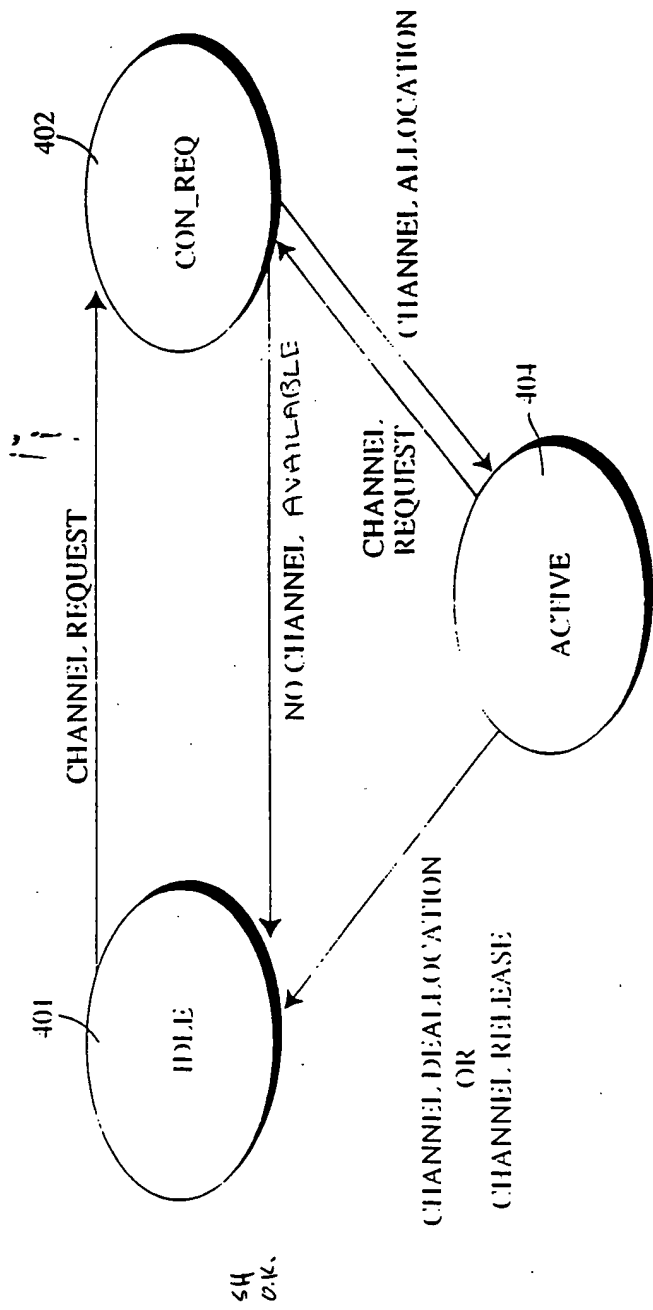 402
CON_REQ
CHANNEL REQUEST
NO CHANNEL AVAILABLE
CHANNEL ALLOCATION
CHANNEL
REQUEST
404
ACTIVE
401
IDLE
CHANNEL DEALLOCATION
OR
CHANNEL RELEASE
SH
O.K.